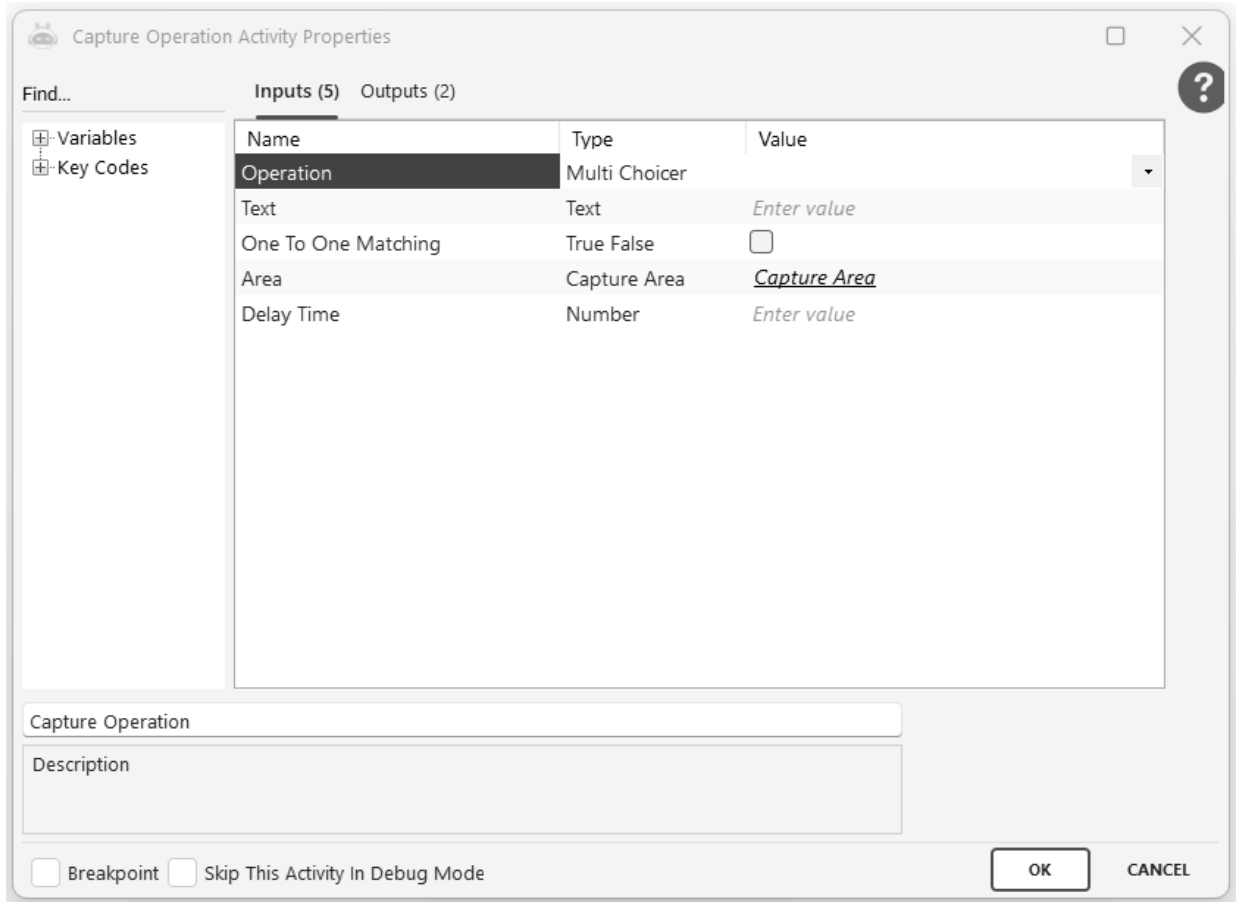 Capture Operation Activity Properties
Find...
Inputs (5) Outputs (2)
?
Variables
Key Codes
Name Type Value
Operation Multi Choicer
Text Text Enter value
One To One Matching True False
Area Capture Area Capture Area
Delay Time Number Enter value
Capture Operation
Description
Breakpoint Skip This Activity In Debug Mode
OK CANCEL